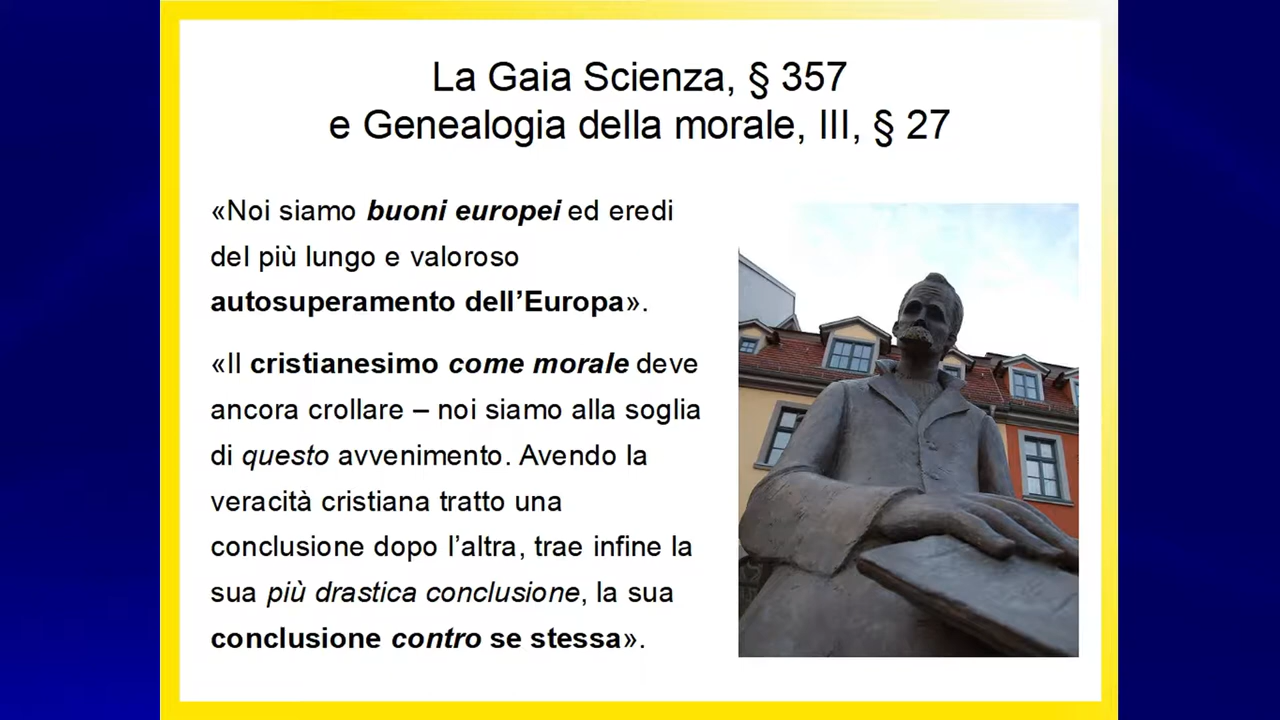 La Gaia Scienza, § 357
e Genealogia della morale, III, § 27
«Noi siamo buoni europei ed eredi
del più lungo e valoroso
autosuperamento dell’Europa».
«Il cristianesimo come morale deve
ancora crollare – noi siamo alla soglia
di questo avvenimento. Avendo la
veracità cristiana tratto una
conclusione dopo l’altra, trae infine la
sua più drastica conclusione, la sua
conclusione contro se stessa».